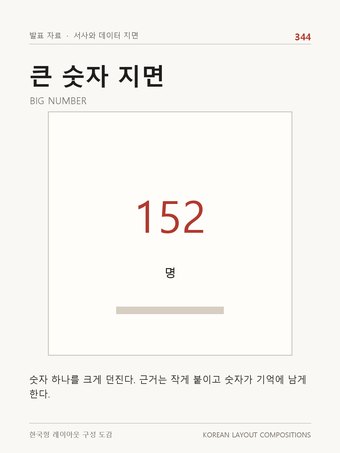 발표 자료 · 서사와 데이터 지면
344
큰 숫자 지면
BIG NUMBER
152
명
숫자 하나를 크게 던진다. 근거는 작게 붙이고 숫자가 기억에 남게
한다.
한국형 레이아웃 구성 도감
KOREAN LAYOUT COMPOSITIONS